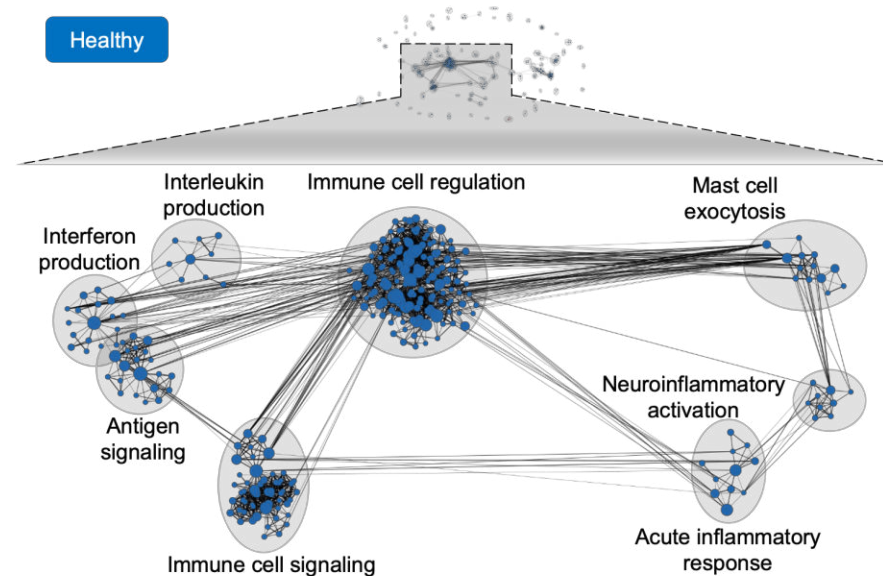 Healthy
Interleukin
production
Immune cell regulation
Mast cell
exocytosis
Interferon
production
Neuroinflammatory
activation
Antigen
signaling
Immune cell signaling
Acute inflammatory
response